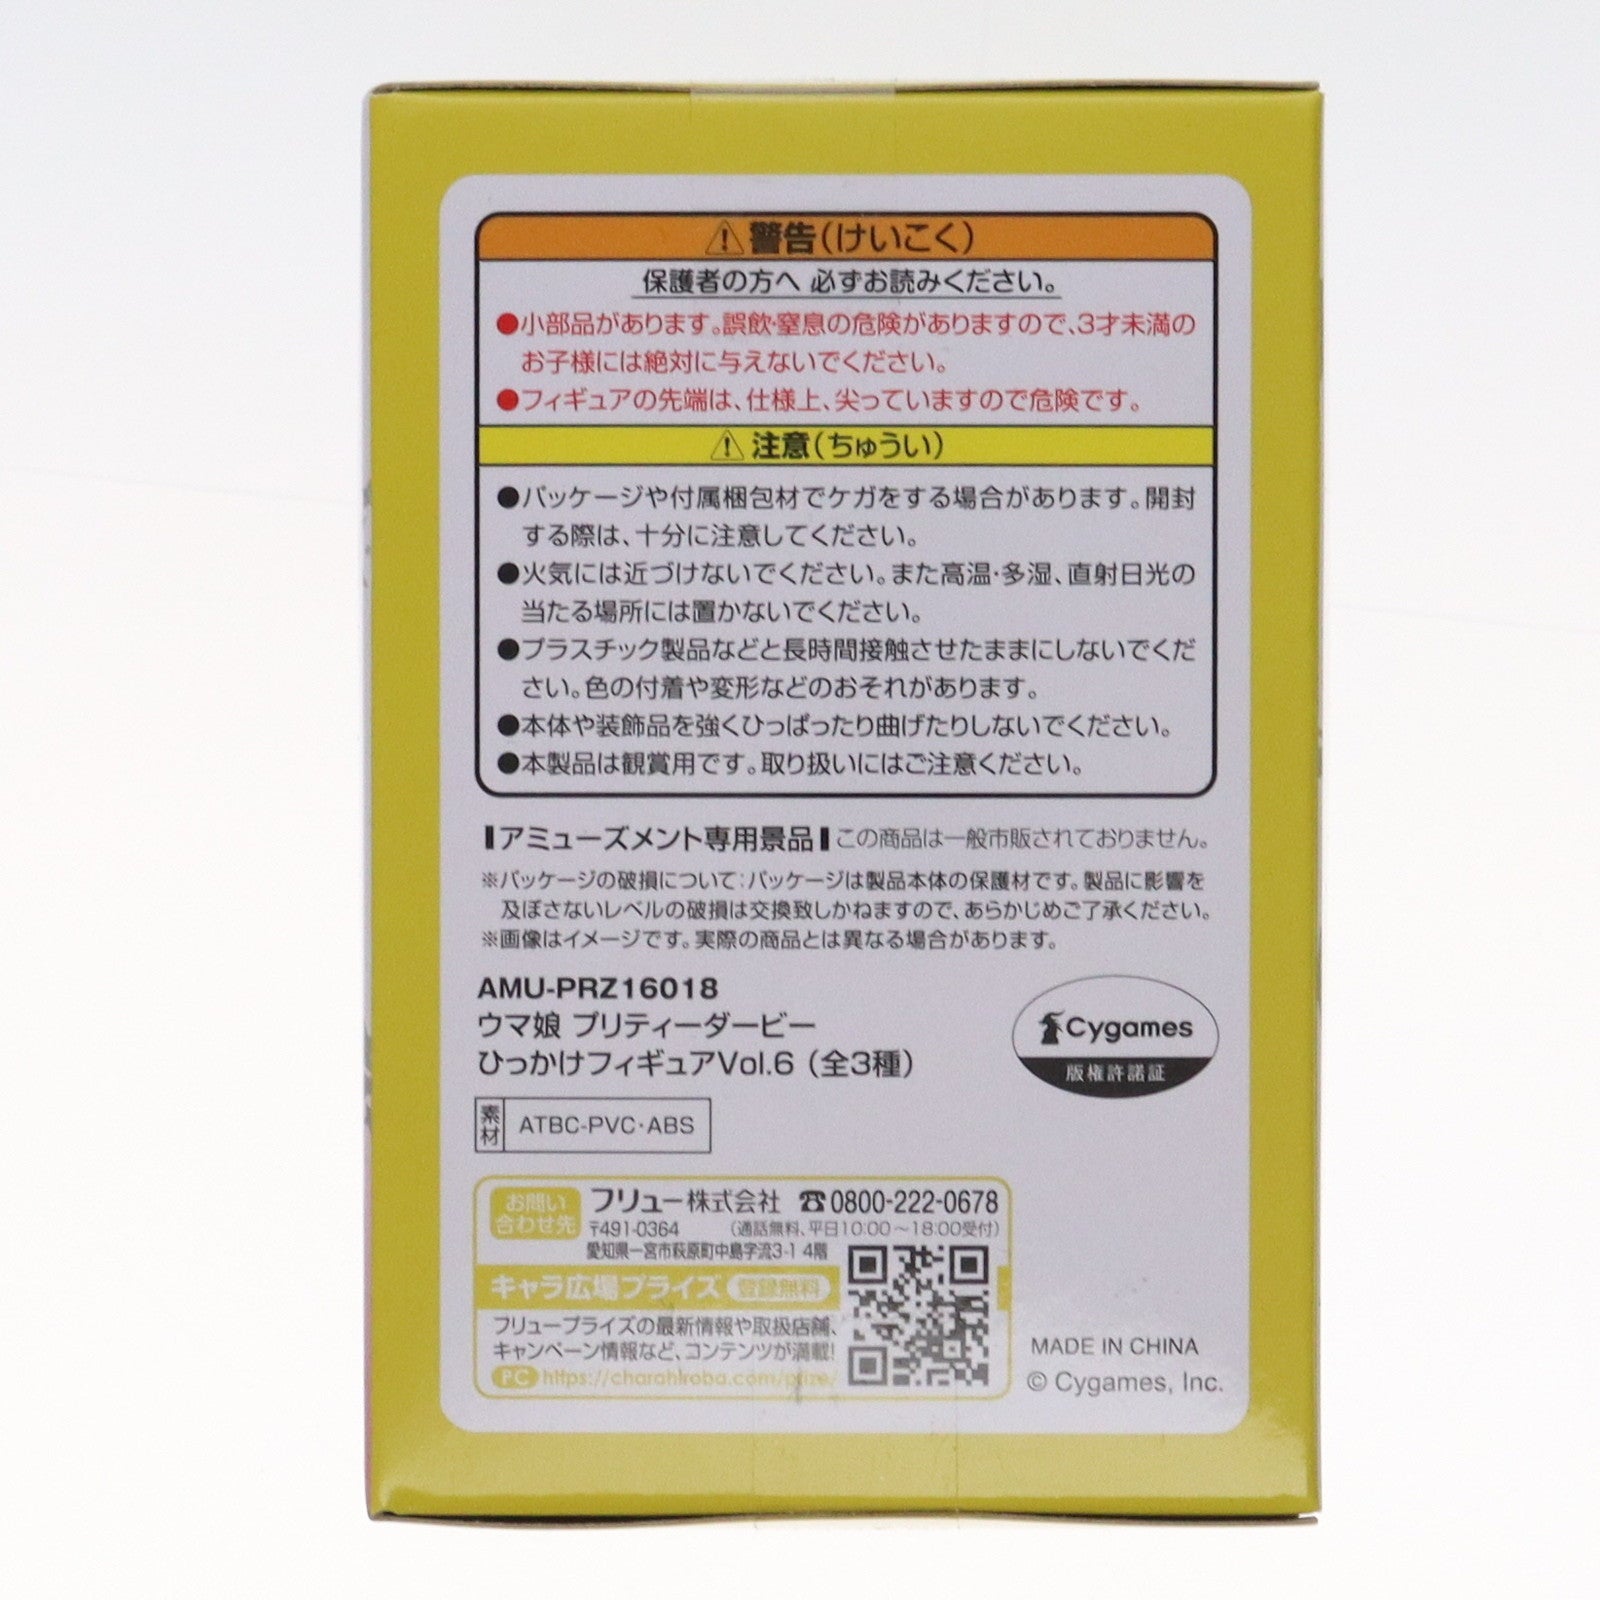 ⚠警告(けいこく)
保護者の方へ 必ずお読みください。
●小部品があります。誤飲・窒息の危険がありますので、3才未満の
お子様には絶対に与えないでください。
●フィギュアの先端は、仕様上、尖っていますので危険です。
⚠注意(ちゅうい)
●パッケージや付属梱包材でケガをする場合があります。開封
する際は、十分に注意してください。
●火気には近づけないでください。また高温・多湿、直射日光の
当たる場所には置かないでください。
●プラスチック製品などと長時間接触させたままにしないでくだ
さい。色の付着や変形などのおそれがあります。
●本体や装飾品を強くひっぱったり曲げたりしないでください。
●本製品は観賞用です。取り扱いにはご注意ください。
アミューズメント専用景品 この商品は一般市販されておりません。
※パッケージの破損について:パッケージは製品本体の保護材です。製品に影響を
及ぼさないレベルの破損は交換致しかねますので、あらかじめご了承ください。
※画像はイメージです。実際の商品とは異なる場合があります。
AMU-PRZ16018
ウマ娘 プリティーダービー
ひっかけフィギュアVol.6(全3種)
Cygames
版権許諾証
素材 ATBC-PVC・ABS
お問い合わせ先 フリュー株式会社 ☎0800-222-0678
〒491-0364 (通話無料、平日10:00〜18:00受付)
愛知県一宮市萩原町中島字流3-1 4階
キャラ広場プライズ 登録無料
フリュープライズの最新情報や取扱店舗、
キャンペーン情報など、コンテンツが満載!
PC https://charahiroba.com/prize/
MADE IN CHINA
© Cygames, Inc.